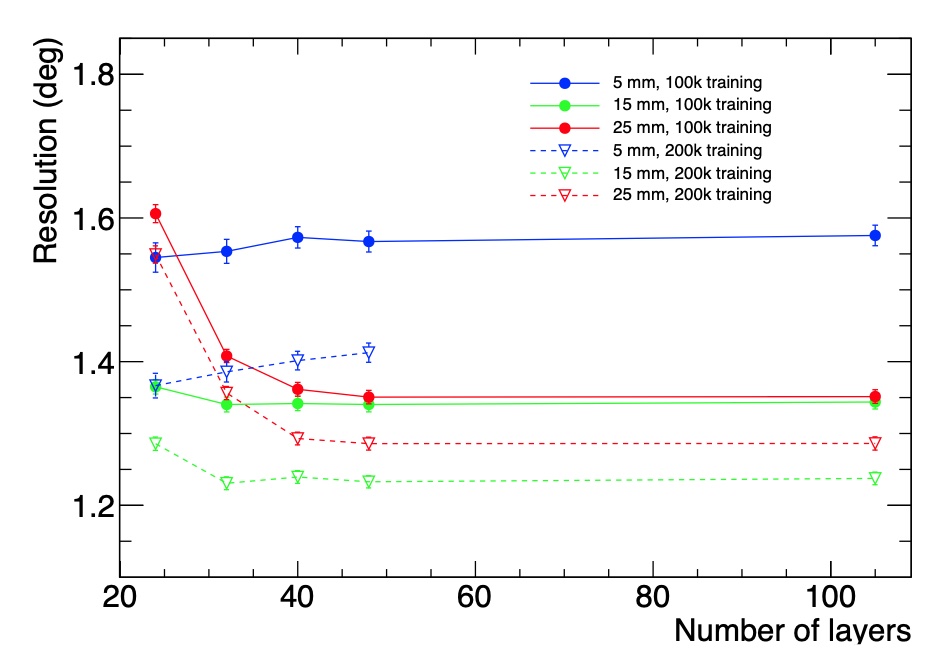 Resolution (deg)
1.8
1.6
1.4
1.2
5 mm, 100k training
15 mm, 100k training
25 mm, 100k training
5 mm, 200k training
15 mm, 200k training
25 mm, 200k training
20 40 60 80 100
Number of layers